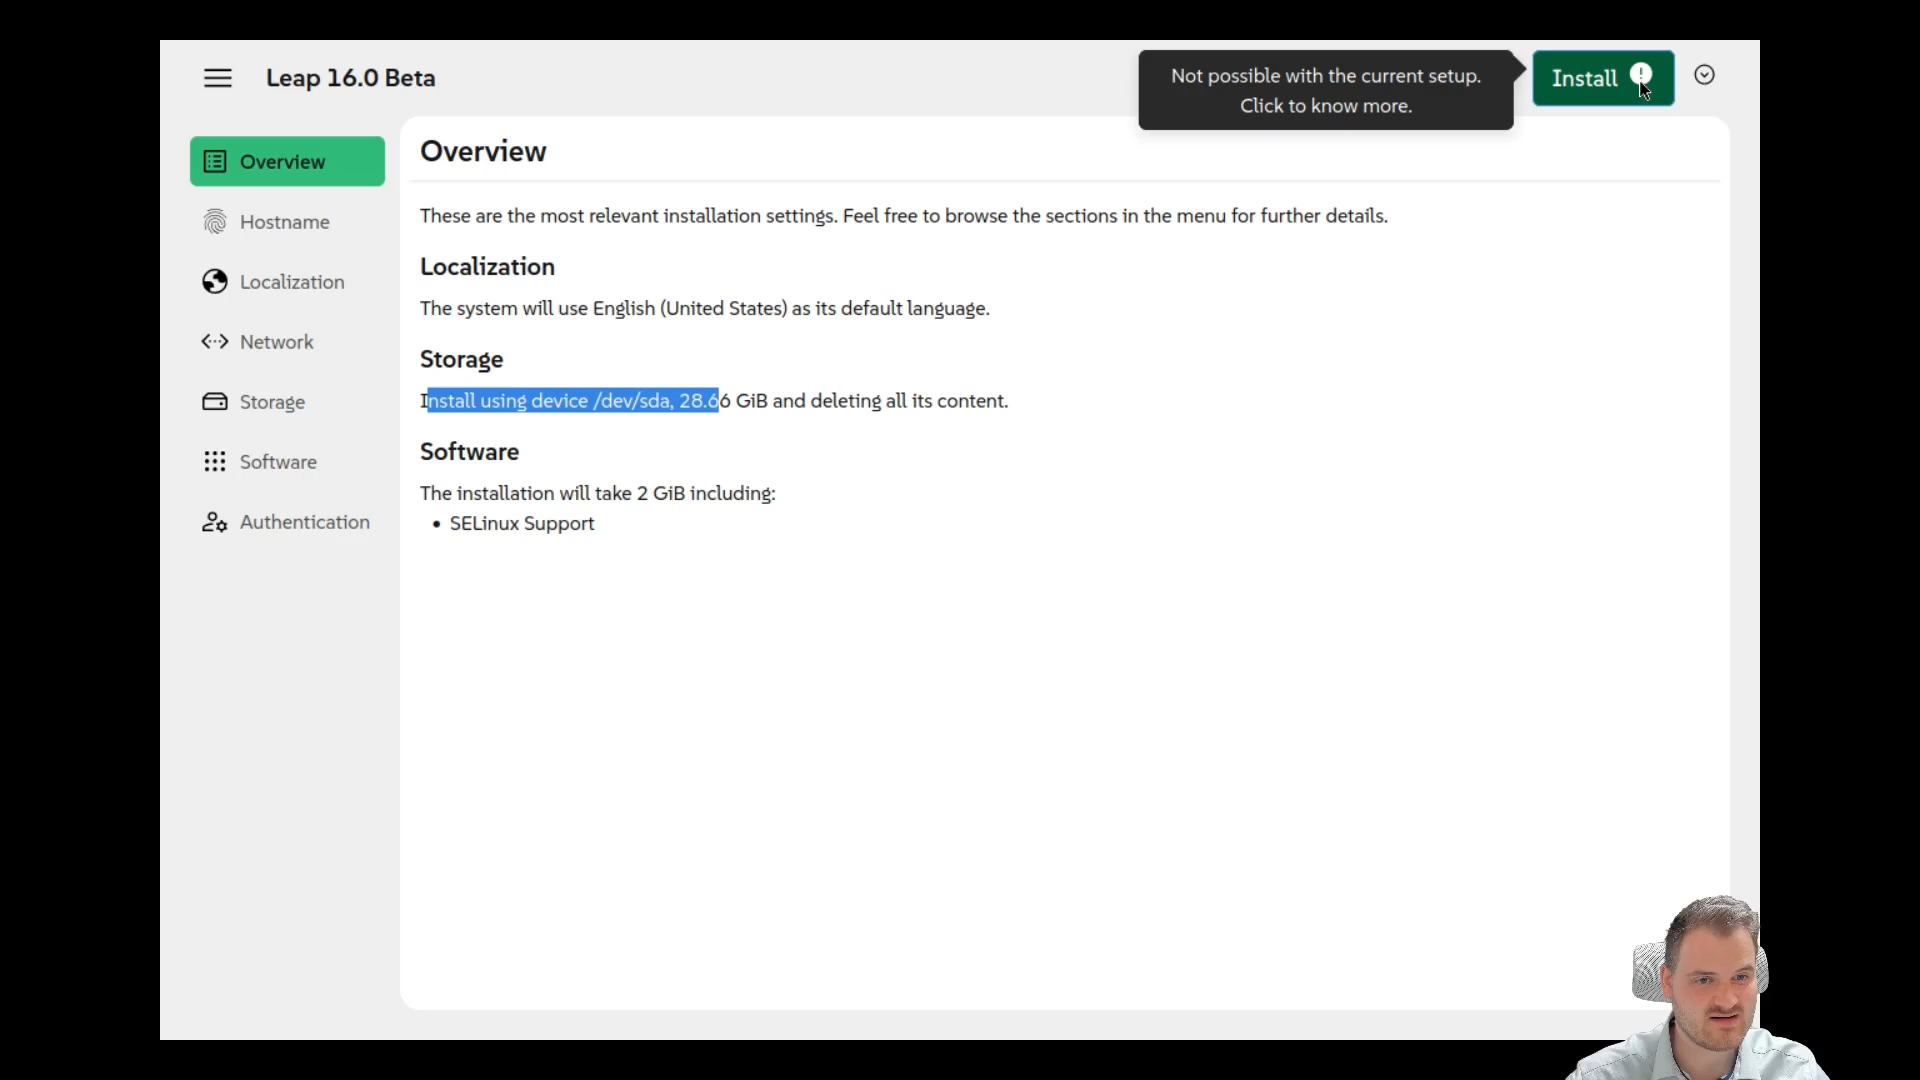 Leap 16.0 Beta
Not possible with the current setup.
Click to know more.
Install
Overview
Hostname
Localization
Network
Storage
Software
Authentication
Overview
These are the most relevant installation settings. Feel free to browse the sections in the menu for further details.
Localization
The system will use English (United States) as its default language.
Storage
Install using device /dev/sda, 28.66 GiB and deleting all its content.
Software
The installation will take 2 GiB including:
• SELinux Support